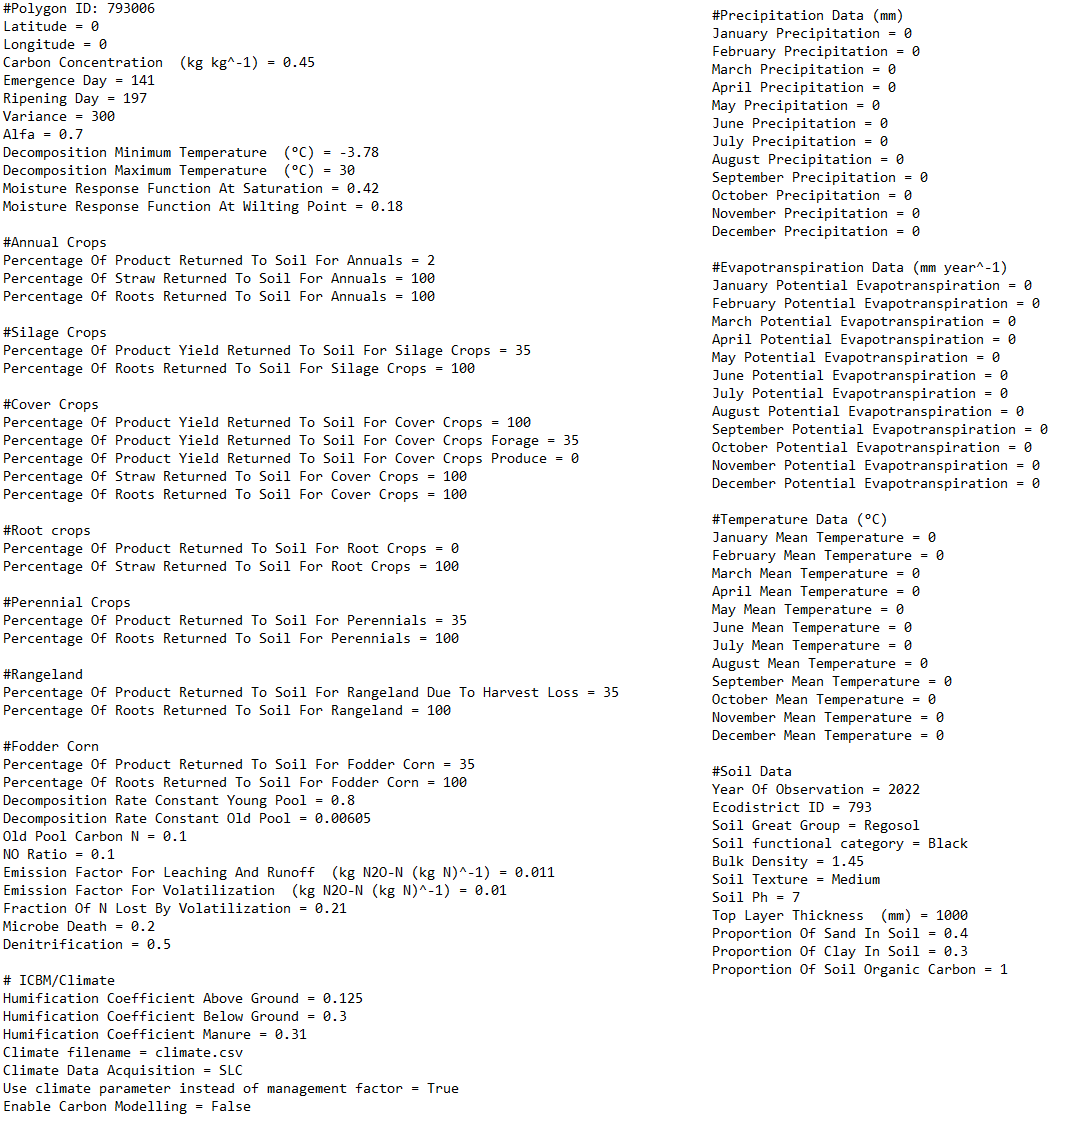 #Polygon ID: 793006
Latitude = 0
Longitude = 0
Carbon Concentration  (kg kg^-1) = 0.45
Emergence Day = 141
Ripening Day = 197
Variance = 300
Alfa = 0.7
Decomposition Minimum Temperature  (°C) = -3.78
Decomposition Maximum Temperature  (°C) = 30
Moisture Response Function At Saturation = 0.42
Moisture Response Function At Wilting Point = 0.18

#Annual Crops
Percentage Of Product Returned To Soil For Annuals = 2
Percentage Of Straw Returned To Soil For Annuals = 100
Percentage Of Roots Returned To Soil For Annuals = 100

#Silage Crops
Percentage Of Product Yield Returned To Soil For Silage Crops = 35
Percentage Of Roots Returned To Soil For Silage Crops = 100

#Cover Crops
Percentage Of Product Yield Returned To Soil For Cover Crops = 100
Percentage Of Product Yield Returned To Soil For Cover Crops Forage = 35
Percentage Of Product Yield Returned To Soil For Cover Crops Produce = 0
Percentage Of Straw Returned To Soil For Cover Crops = 100
Percentage Of Roots Returned To Soil For Cover Crops = 100

#Root crops
Percentage Of Product Returned To Soil For Root Crops = 0
Percentage Of Straw Returned To Soil For Root Crops = 100

#Perennial Crops
Percentage Of Product Returned To Soil For Perennials = 35
Percentage Of Roots Returned To Soil For Perennials = 100

#Rangeland
Percentage Of Product Returned To Soil For Rangeland Due To Harvest Loss = 35
Percentage Of Roots Returned To Soil For Rangeland = 100

#Fodder Corn
Percentage Of Product Returned To Soil For Fodder Corn = 35
Percentage Of Roots Returned To Soil For Fodder Corn = 100
Decomposition Rate Constant Young Pool = 0.8
Decomposition Rate Constant Old Pool = 0.00605
Old Pool Carbon N = 0.1
NO Ratio = 0.1
Emission Factor For Leaching And Runoff  (kg N2O-N (kg N)^-1) = 0.011
Emission Factor For Volatilization  (kg N2O-N (kg N)^-1) = 0.01
Fraction Of N Lost By Volatilization = 0.21
Microbe Death = 0.2
Denitrification = 0.5

# ICBM/Climate
Humification Coefficient Above Ground = 0.125
Humification Coefficient Below Ground = 0.3
Humification Coefficient Manure = 0.31
Climate filename = climate.csv
Climate Data Acquisition = SLC
Use climate parameter instead of management factor = True
Enable Carbon Modelling = False

#Precipitation Data (mm)
January Precipitation = 0
February Precipitation = 0
March Precipitation = 0
April Precipitation = 0
May Precipitation = 0
June Precipitation = 0
July Precipitation = 0
August Precipitation = 0
September Precipitation = 0
October Precipitation = 0
November Precipitation = 0
December Precipitation = 0

#Evapotranspiration Data (mm year^-1)
January Potential Evapotranspiration = 0
February Potential Evapotranspiration = 0
March Potential Evapotranspiration = 0
April Potential Evapotranspiration = 0
May Potential Evapotranspiration = 0
June Potential Evapotranspiration = 0
July Potential Evapotranspiration = 0
August Potential Evapotranspiration = 0
September Potential Evapotranspiration = 0
October Potential Evapotranspiration = 0
November Potential Evapotranspiration = 0
December Potential Evapotranspiration = 0

#Temperature Data (°C)
January Mean Temperature = 0
February Mean Temperature = 0
March Mean Temperature = 0
April Mean Temperature = 0
May Mean Temperature = 0
June Mean Temperature = 0
July Mean Temperature = 0
August Mean Temperature = 0
September Mean Temperature = 0
October Mean Temperature = 0
November Mean Temperature = 0
December Mean Temperature = 0

#Soil Data
Year Of Observation = 2022
Ecodistrict ID = 793
Soil Great Group = Regosol
Soil functional category = Black
Bulk Density = 1.45
Soil Texture = Medium
Soil Ph = 7
Top Layer Thickness  (mm) = 1000
Proportion Of Sand In Soil = 0.4
Proportion Of Clay In Soil = 0.3
Proportion Of Soil Organic Carbon = 1